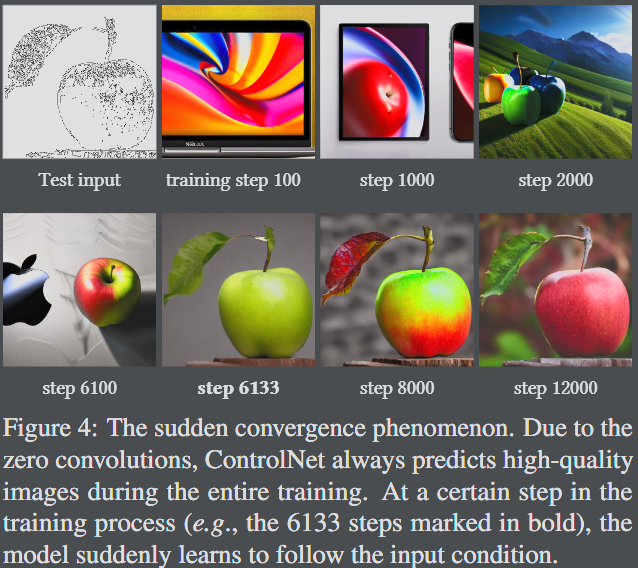 Test input
training step 100
step 1000
step 2000
step 6100
step 6133
step 8000
step 12000
Figure 4: The sudden convergence phenomenon. Due to the
zero convolutions, ControlNet always predicts high-quality
images during the entire training. At a certain step in the
training process (e.g., the 6133 steps marked in bold), the
model suddenly learns to follow the input condition.